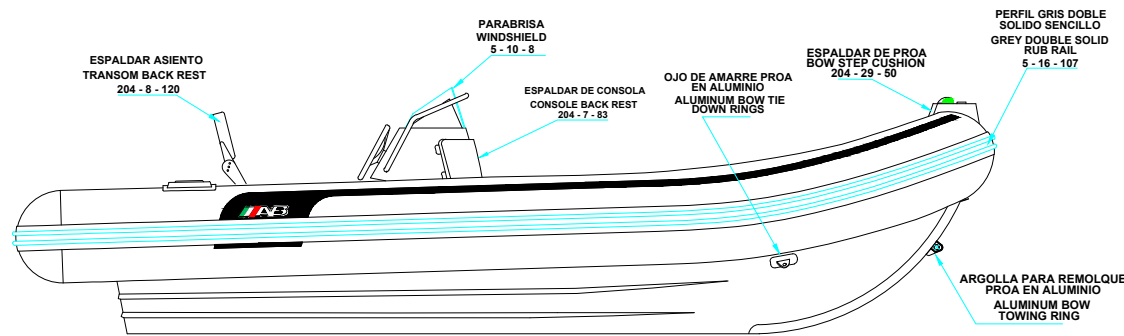 ESPALDAR ASIENTO
TRANSOM BACK REST
204 - 8 - 120
PARABRISA
WINDSHIELD
5 - 10 - 8
ESPALDAR DE CONSOLA
CONSOLE BACK REST
204 - 7 - 83
OJO DE AMARRE PROA
EN ALUMINIO
ALUMINUM BOW TIE
DOWN RINGS
ESPALDAR DE PROA
BOW STEP CUSHION
204 - 29 - 50
PERFIL GRIS DOBLE
SOLIDO SENCILLO
GREY DOUBLE SOLID
RUB RAIL
5 - 16 - 107
AB
ARGOLLA PARA REMOLQUE
PROA EN ALUMINIO
ALUMINUM BOW
TOWING RING